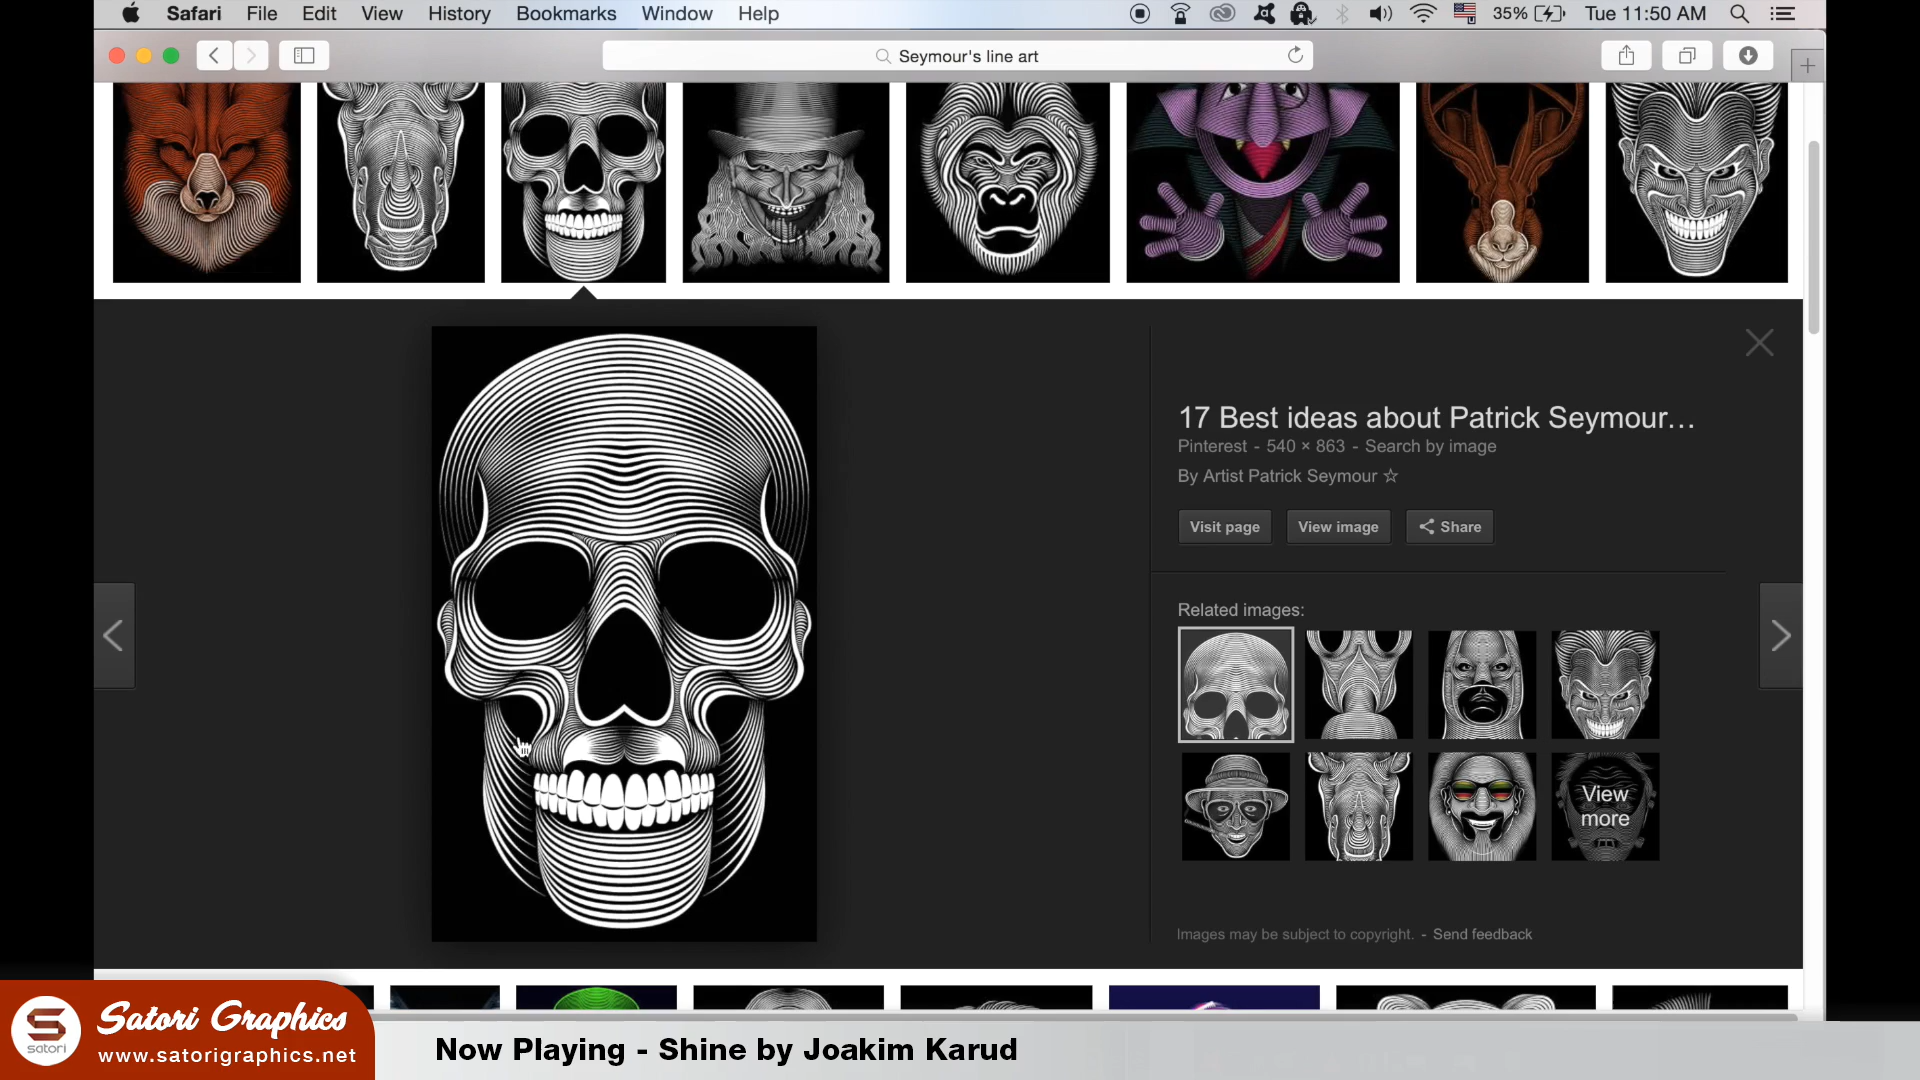 Safari File Edit View History Bookmarks Window Help 35% Tue 11:50 AM
Seymour's line art
17 Best ideas about Patrick Seymour...
Pinterest - 540 × 863 - Search by image
By Artist Patrick Seymour ☆
Visit page View image Share
Related images:
View
more
Images may be subject to copyright. - Send feedback
Satori Graphics
satori
www.satorigraphics.net
Now Playing - Shine by Joakim Karud